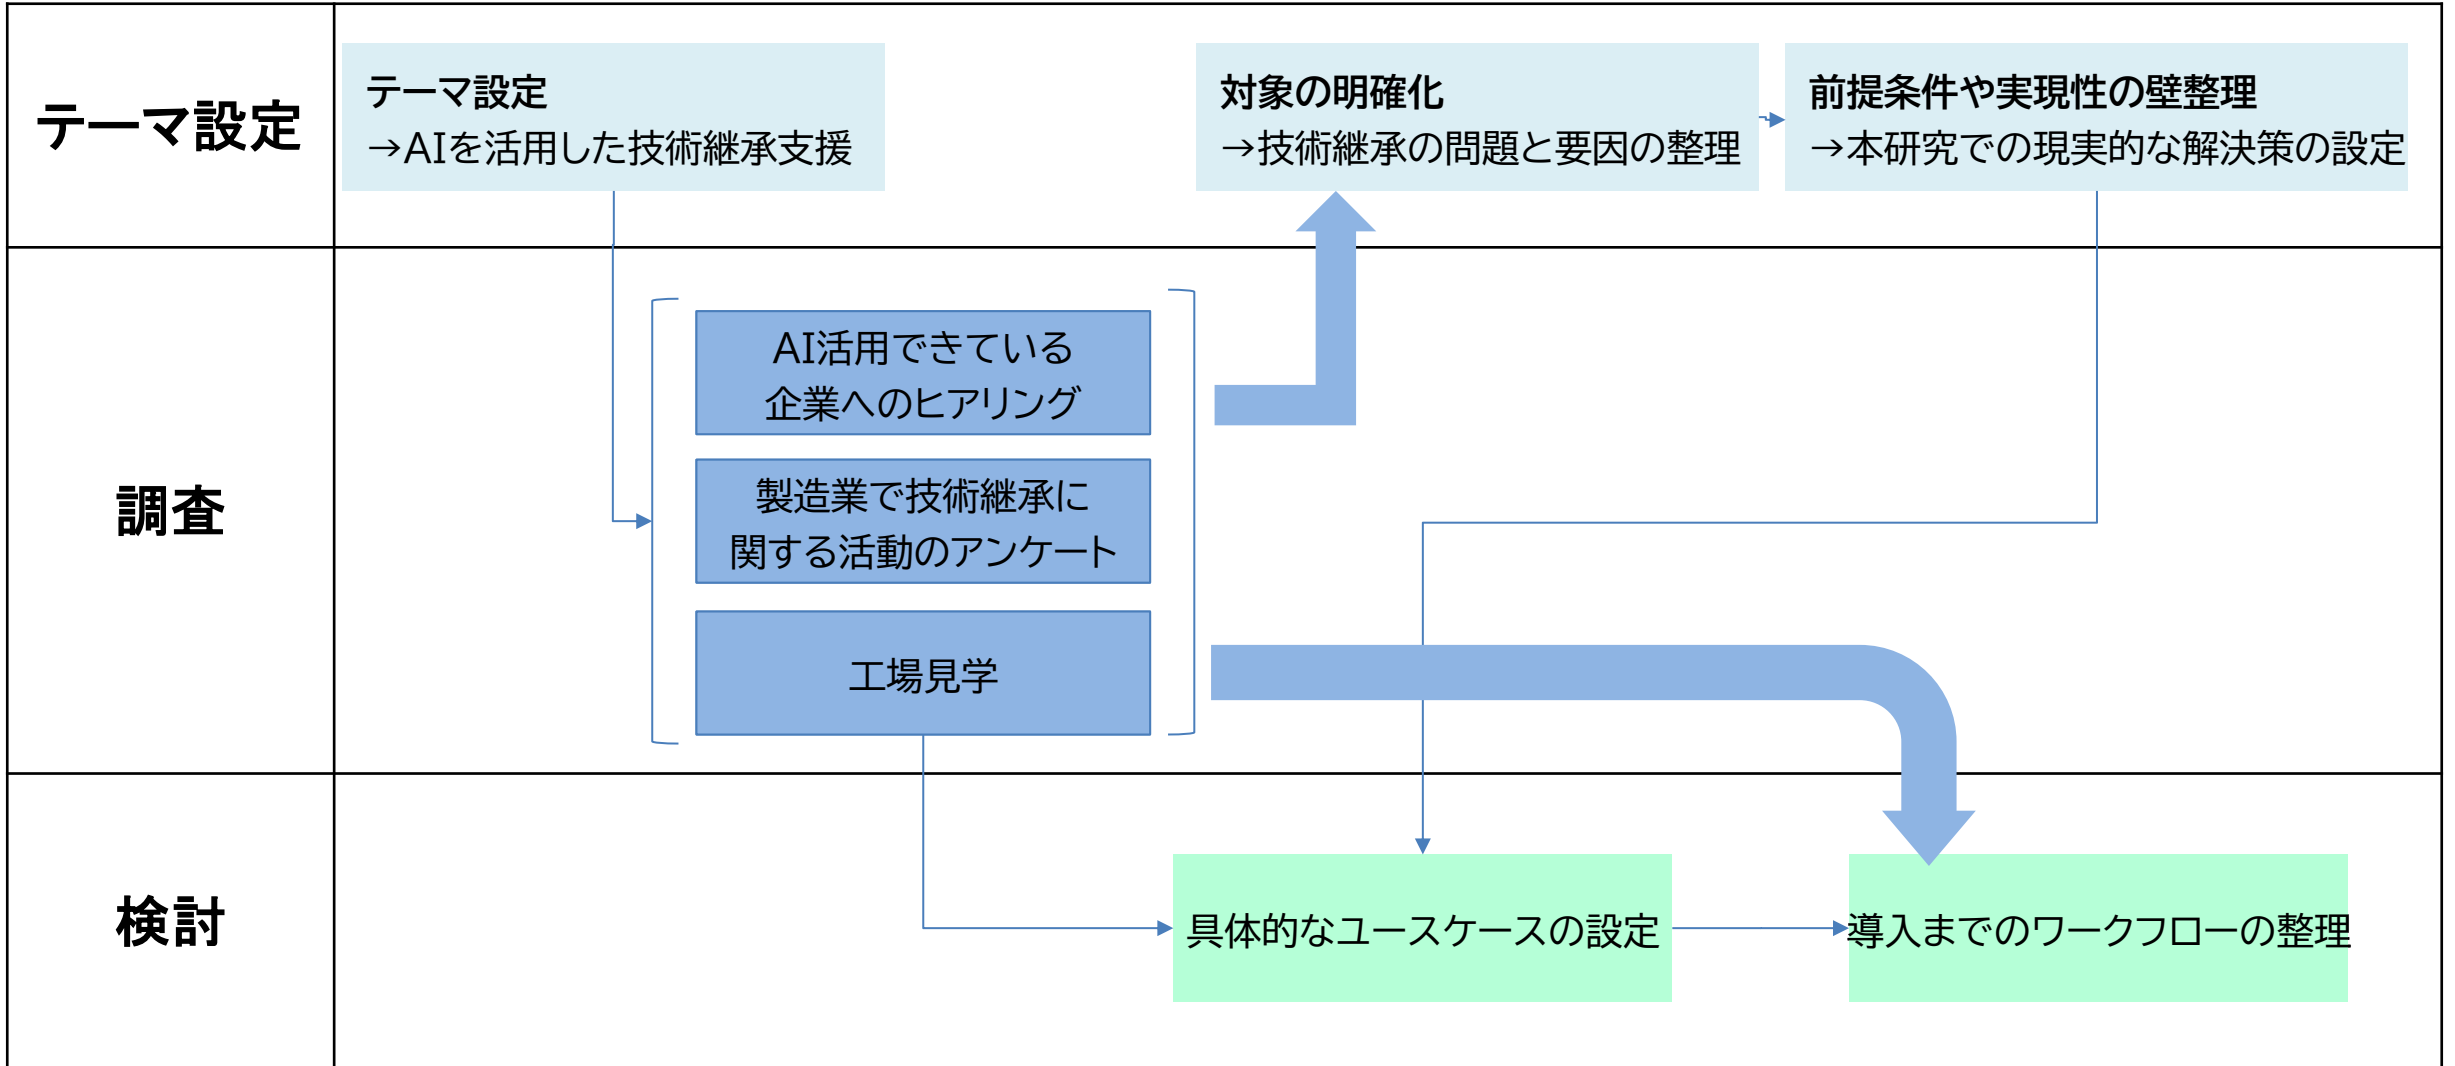 テーマ設定
テーマ設定
→AIを活用した技術継承支援
対象の明確化
→技術継承の問題と要因の整理
前提条件や実現性の壁整理
→本研究での現実的な解決策の設定
調査
AI活用できている
企業へのヒアリング
製造業で技術継承に
関する活動のアンケート
工場見学
検討
具体的なユースケースの設定
導入までのワークフローの整理